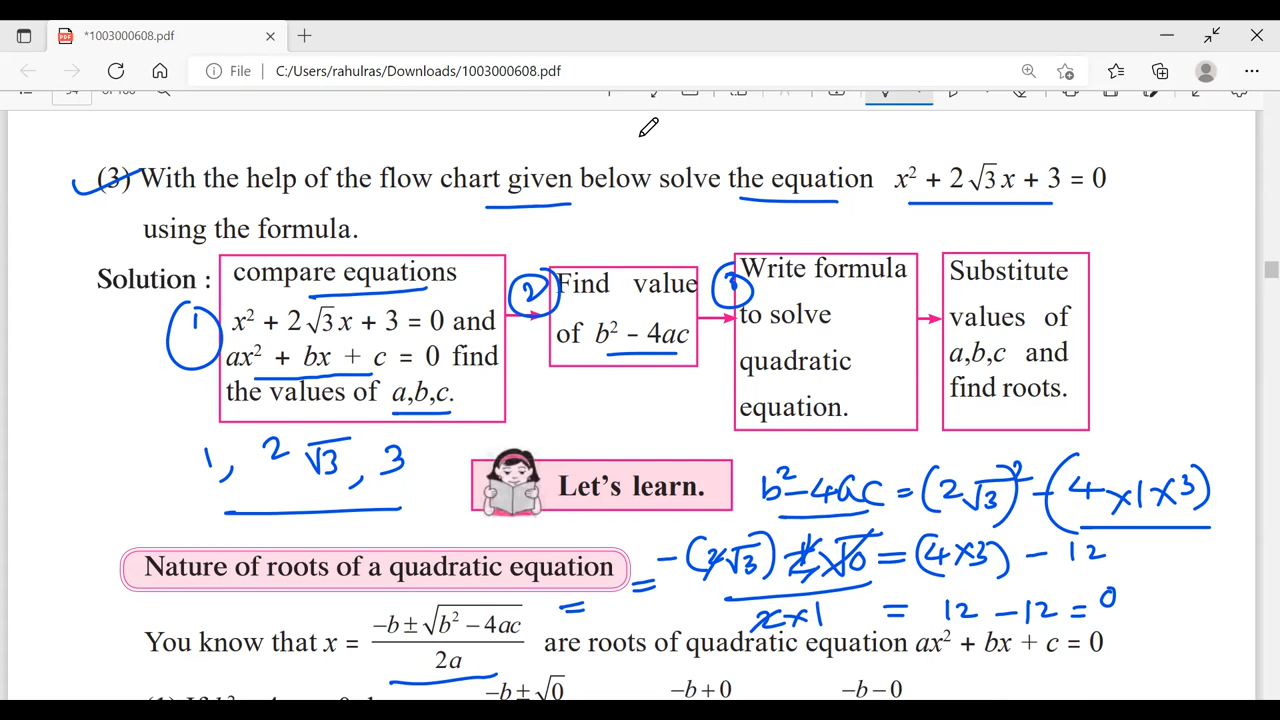 *1003000608.pdf
File C:/Users/rahulras/Downloads/1003000608.pdf
(3) With the help of the flow chart given below solve the equation x² + 2√3x + 3 = 0
using the formula.
Solution :
1
compare equations
x² + 2√3x + 3 = 0 and
ax² + bx + c = 0 find
the values of a,b,c.
2
Find value
of b² – 4ac
3
Write formula
to solve
quadratic
equation.
Substitute
values of
a,b,c and
find roots.
1, 2√3, 3
Let's learn.
b² – 4ac = (2√3)² – (4×1×3)
= (4×3) – 12
= 12 – 12 = 0
Nature of roots of a quadratic equation
You know that x = (–b ± √(b² – 4ac))/2a are roots of quadratic equation ax² + bx + c = 0
–b ± √0 –b + 0 –b – 0